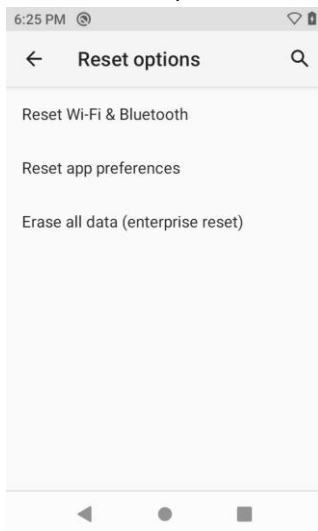 6:25 PM
Reset options
Reset Wi-Fi & Bluetooth
Reset app preferences
Erase all data (enterprise reset)